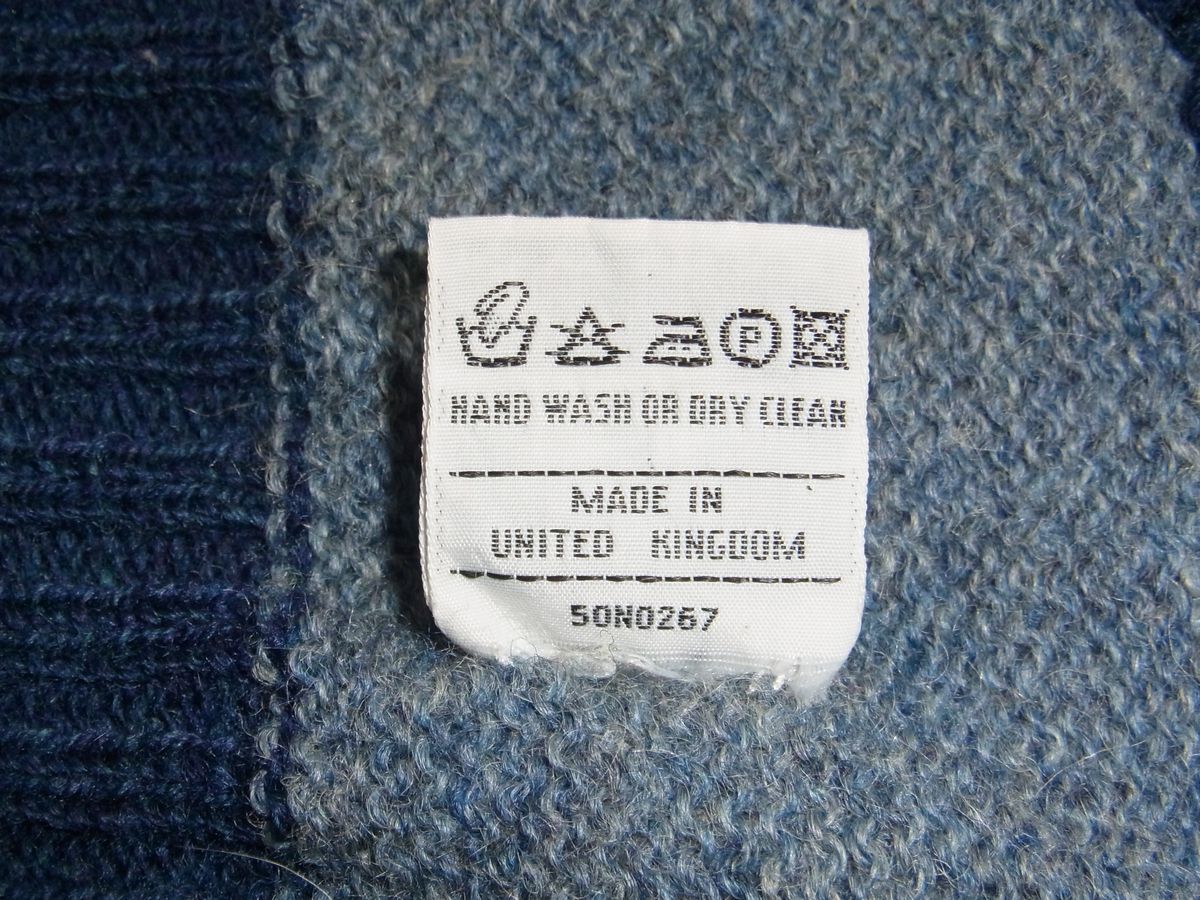 P
HAND WASH OR DRY CLEAN
MADE IN
UNITED KINGDOM
50N0267